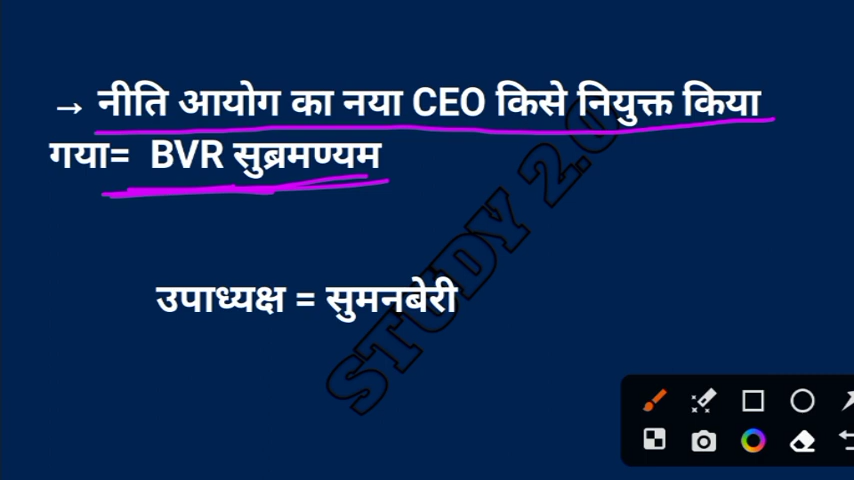 → नीति आयोग का नया CEO किसे नियुक्त किया
गया= BVR सुब्रमण्यम
उपाध्यक्ष = सुमनबेरी
STUDY 2.0